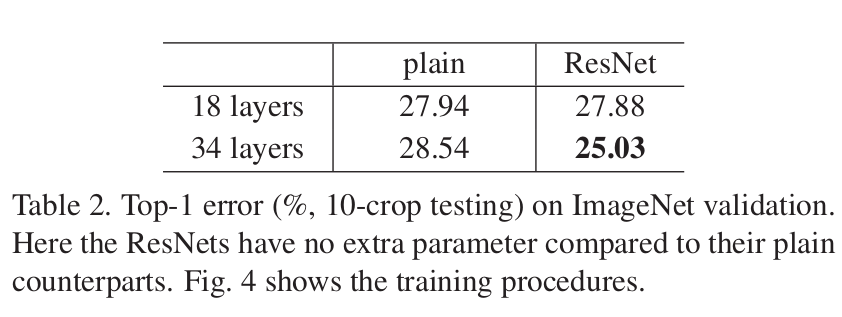 plain ResNet
18 layers 27.94 27.88
34 layers 28.54 25.03
Table 2. Top-1 error (%, 10-crop testing) on ImageNet validation.
Here the ResNets have no extra parameter compared to their plain
counterparts. Fig. 4 shows the training procedures.